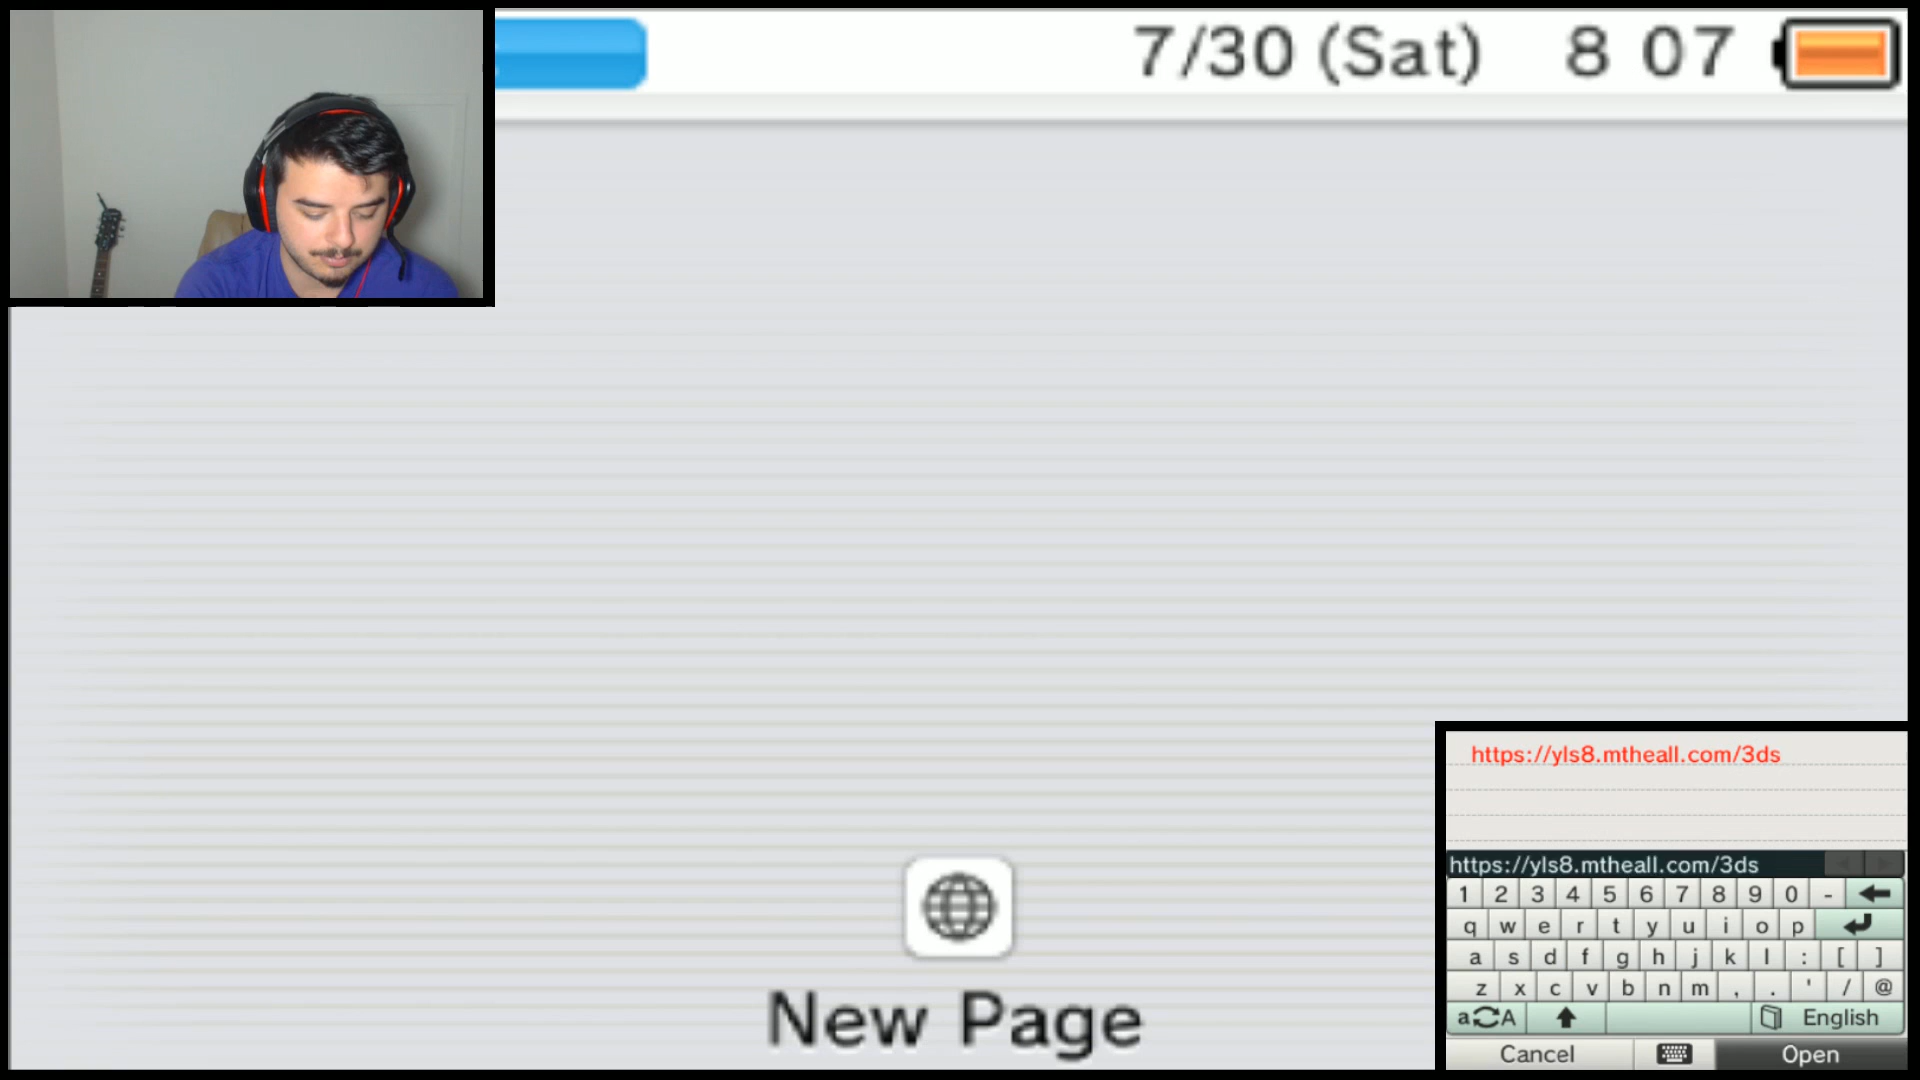 7/30 (Sat) 8 07
New Page
https://yls8.mtheall.com/3ds
https://yls8.mtheall.com/3ds
1 2 3 4 5 6 7 8 9 0 -
q w e r t y u i o p
a s d f g h j k l : [ ]
z x c v b n m , . ' / @
a A English
Cancel Open